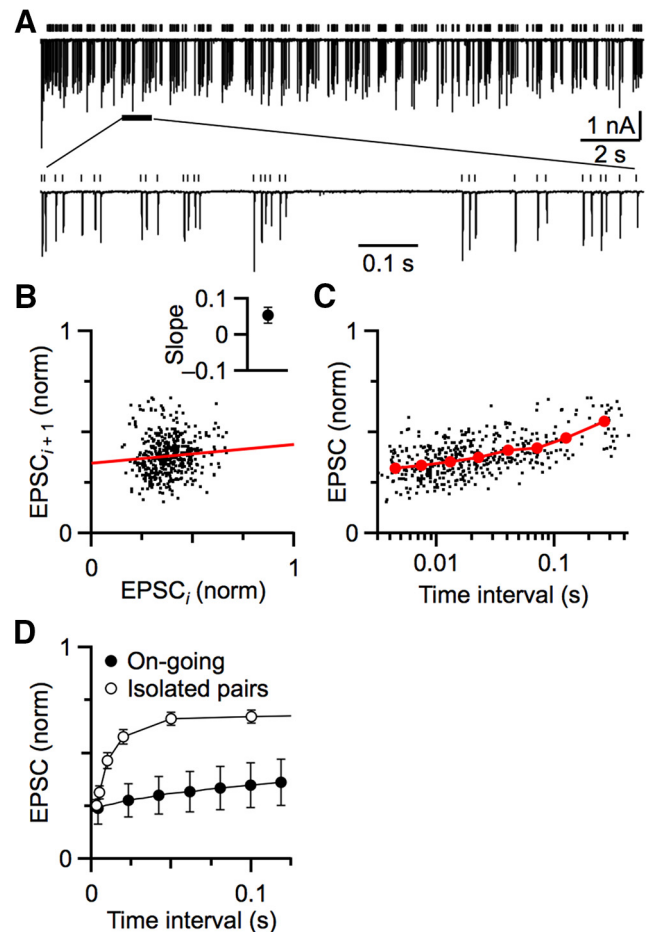 A
1 nA
2 s
0.1 s
B
C
0.1
0
–0.1
Slope
1
0
EPSCi + 1 (norm)
0
1
EPSCi (norm)
1
0
EPSC (norm)
0.01
0.1
Time interval (s)
D
On-going
Isolated pairs
1
0
EPSC (norm)
0
0.1
Time interval (s)